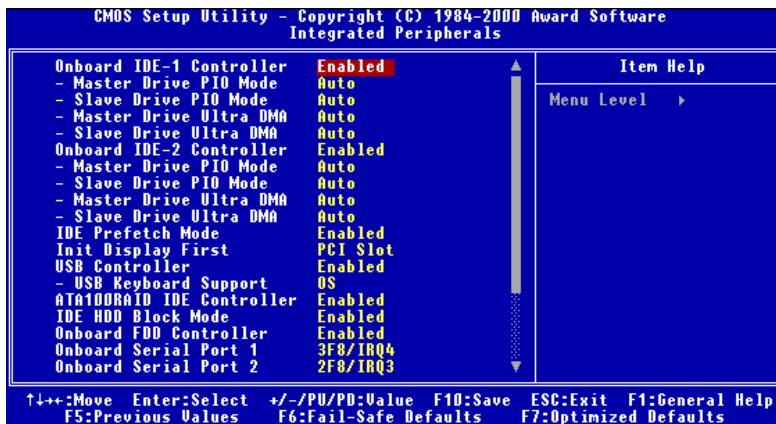 CMOS Setup Utility - Copyright (C) 1984-2000 Award Software
Integrated Peripherals
Onboard IDE-1 Controller Enabled
- Master Drive PIO Mode Auto
- Slave Drive PIO Mode Auto
- Master Drive Ultra DMA Auto
- Slave Drive Ultra DMA Auto
Onboard IDE-2 Controller Enabled
- Master Drive PIO Mode Auto
- Slave Drive PIO Mode Auto
- Master Drive Ultra DMA Auto
- Slave Drive Ultra DMA Auto
IDE Prefetch Mode Enabled
Init Display First PCI Slot
USB Controller Enabled
- USB Keyboard Support OS
ATA100RAID IDE Controller Enabled
IDE HDD Block Mode Enabled
Onboard FDD Controller Enabled
Onboard Serial Port 1 3F8/IRQ4
Onboard Serial Port 2 2F8/IRQ3
Item Help
Menu Level ▸
↑↓→←:Move Enter:Select +/-/PU/PD:Value F10:Save ESC:Exit F1:General Help
F5:Previous Values F6:Fail-Safe Defaults F7:Optimized Defaults